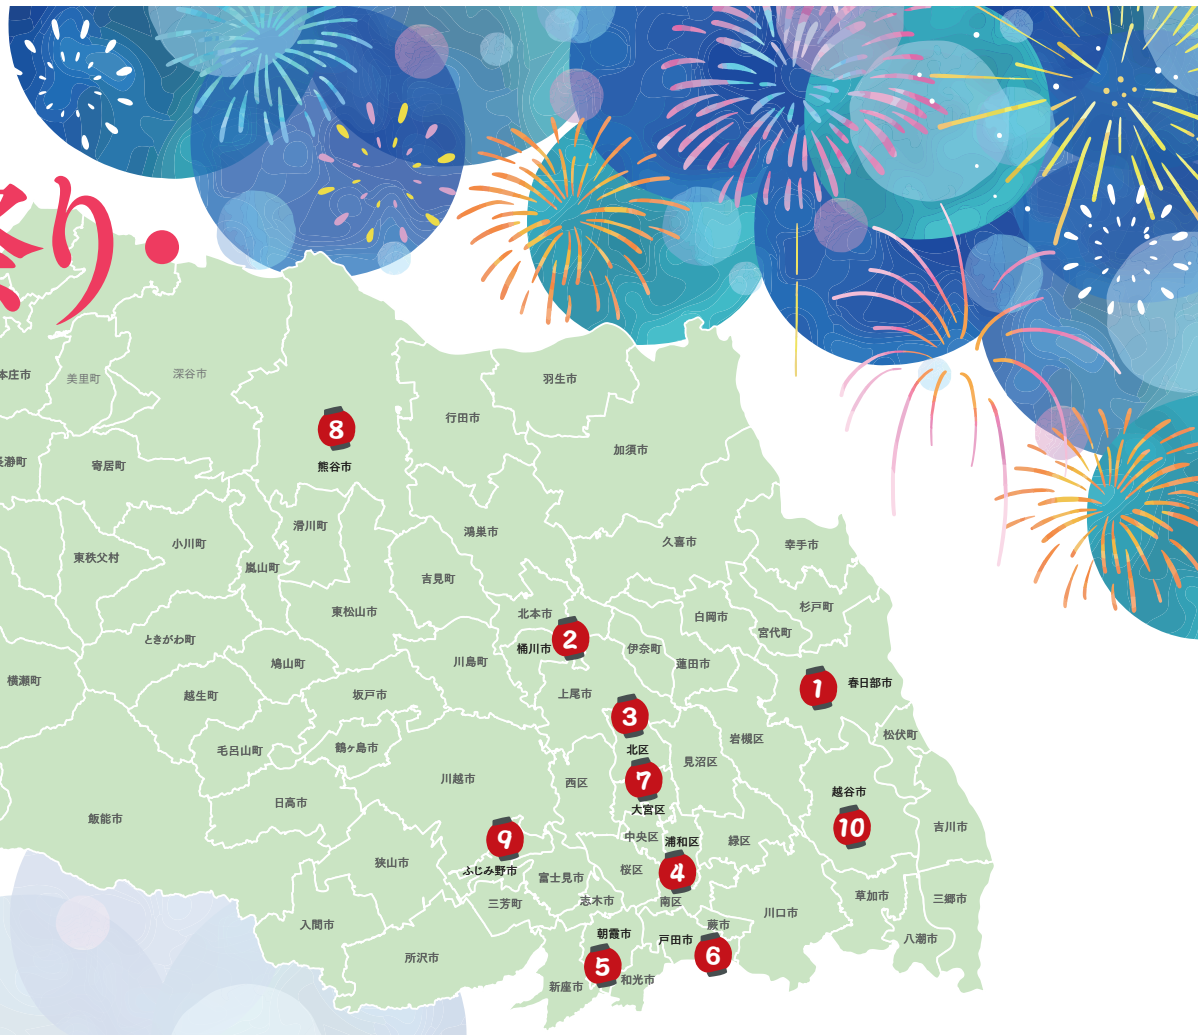 り・
本庄市
美里町
深谷市
羽生市
行田市
8
熊谷市
加須市
長瀞町
寄居町
滑川町
鴻巣市
小川町
久喜市
幸手市
東秩父村
嵐山町
吉見町
東松山市
北本市
2
桶川市
白岡市
杉戸町
宮代町
ときがわ町
鳩山町
川島町
伊奈町
蓮田市
横瀬町
越生町
坂戸市
上尾市
1
春日部市
3
北区
毛呂山町
鶴ヶ島市
岩槻区
松伏町
見沼区
川越市
西区
7
大宮区
越谷市
10
日高市
飯能市
9
ふじみ野市
中央区
浦和区
緑区
吉川市
狭山市
富士見市
桜区
4
南区
三芳町
志木市
草加市
三郷市
川口市
入間市
朝霞市
5
戸田市
蕨市
6
八潮市
所沢市
新座市
和光市